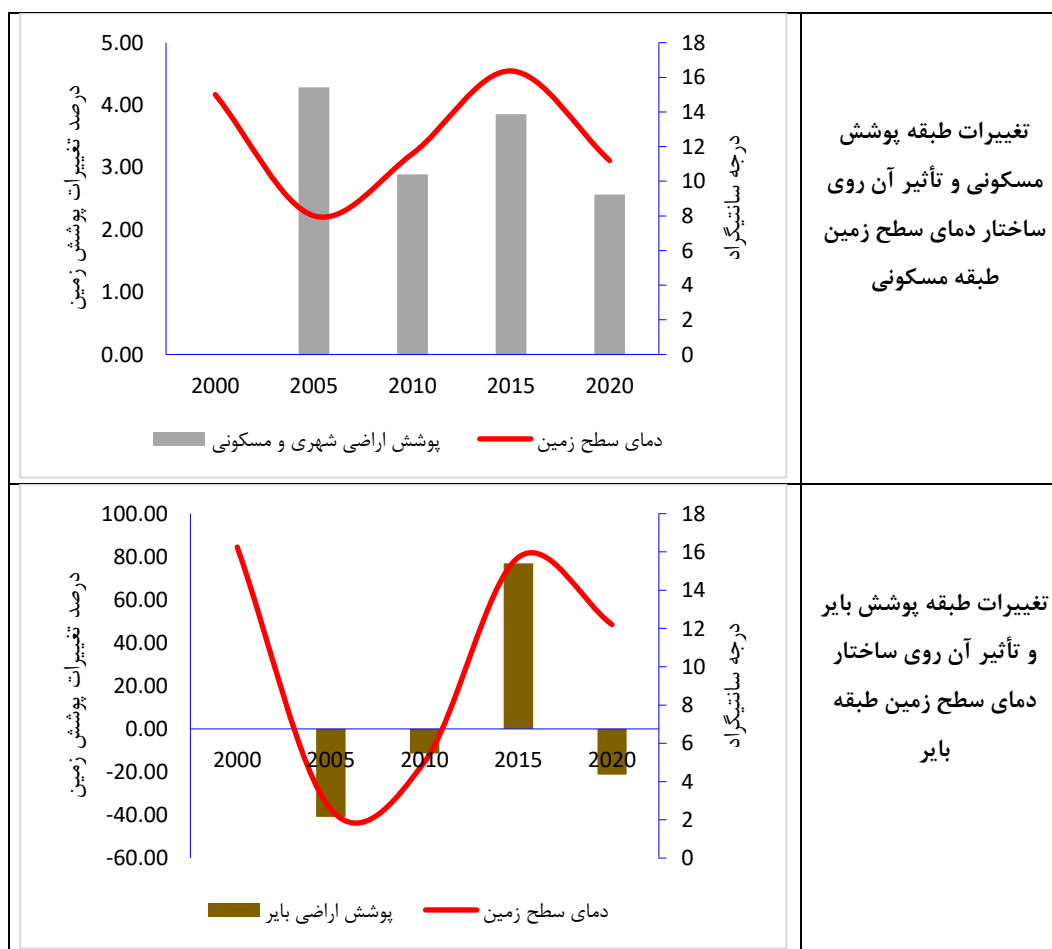 تغییرات طبقه پوشش
مسکونی و تأثیر آن روی
ساختار دمای سطح زمین
طبقه مسکونی
درصد تغییرات پوشش زمین
5.00
4.00
3.00
2.00
1.00
0.00
18
16
14
12
10
8
6
4
2
0
درجه سانتیگراد
2000 2005 2010 2015 2020
پوشش اراضی شهری و مسکونی دمای سطح زمین
تغییرات طبقه پوشش بایر
و تأثیر آن روی ساختار
دمای سطح زمین طبقه
بایر
درصد تغییرات پوشش زمین
100.00
80.00
60.00
40.00
20.00
0.00
-20.00
-40.00
-60.00
18
16
14
12
10
8
6
4
2
0
درجه سانتیگراد
2000 2005 2010 2015 2020
پوشش اراضی بایر دمای سطح زمین